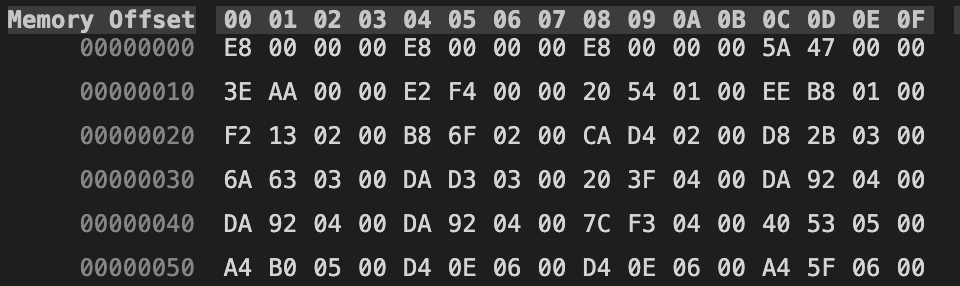 Memory Offset 00 01 02 03 04 05 06 07 08 09 0A 0B 0C 0D 0E 0F
00000000 E8 00 00 00 E8 00 00 00 E8 00 00 00 5A 47 00 00
00000010 3E AA 00 00 E2 F4 00 00 20 54 01 00 EE B8 01 00
00000020 F2 13 02 00 B8 6F 02 00 CA D4 02 00 D8 2B 03 00
00000030 6A 63 03 00 DA D3 03 00 20 3F 04 00 DA 92 04 00
00000040 DA 92 04 00 DA 92 04 00 7C F3 04 00 40 53 05 00
00000050 A4 B0 05 00 D4 0E 06 00 D4 0E 06 00 A4 5F 06 00